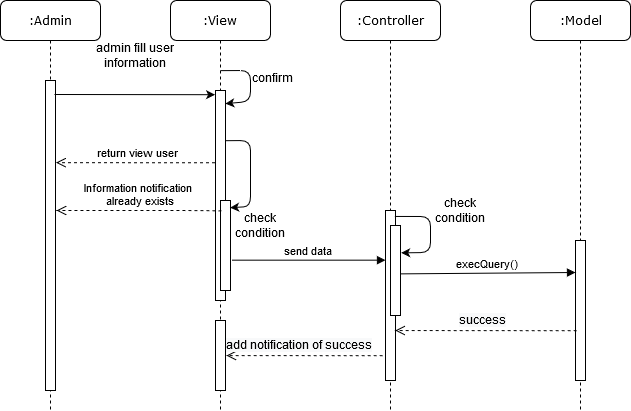 :Admin
:View
:Controller
:Model
admin fill user
information
confirm
return view user
Information notification
already exists
check
condition
check
condition
send data
execQuery()
success
add notification of success